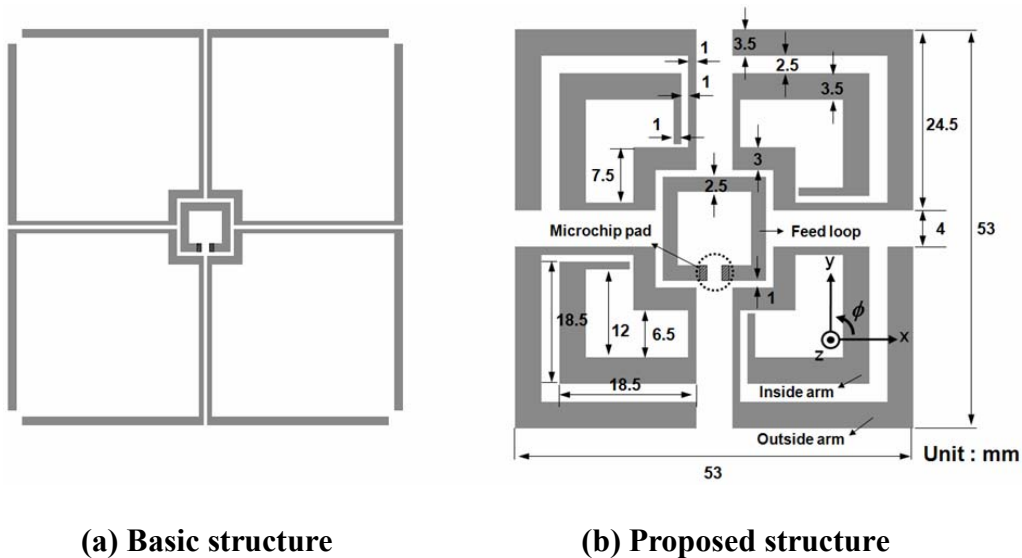 1
3.5
2.5
1
3.5
1
24.5
7.5
3
2.5
Microchip pad
Feed loop
4
53
y
1
ϕ
18.5
12
6.5
x
z
18.5
Inside arm
Outside arm
Unit : mm
53
(a) Basic structure
(b) Proposed structure